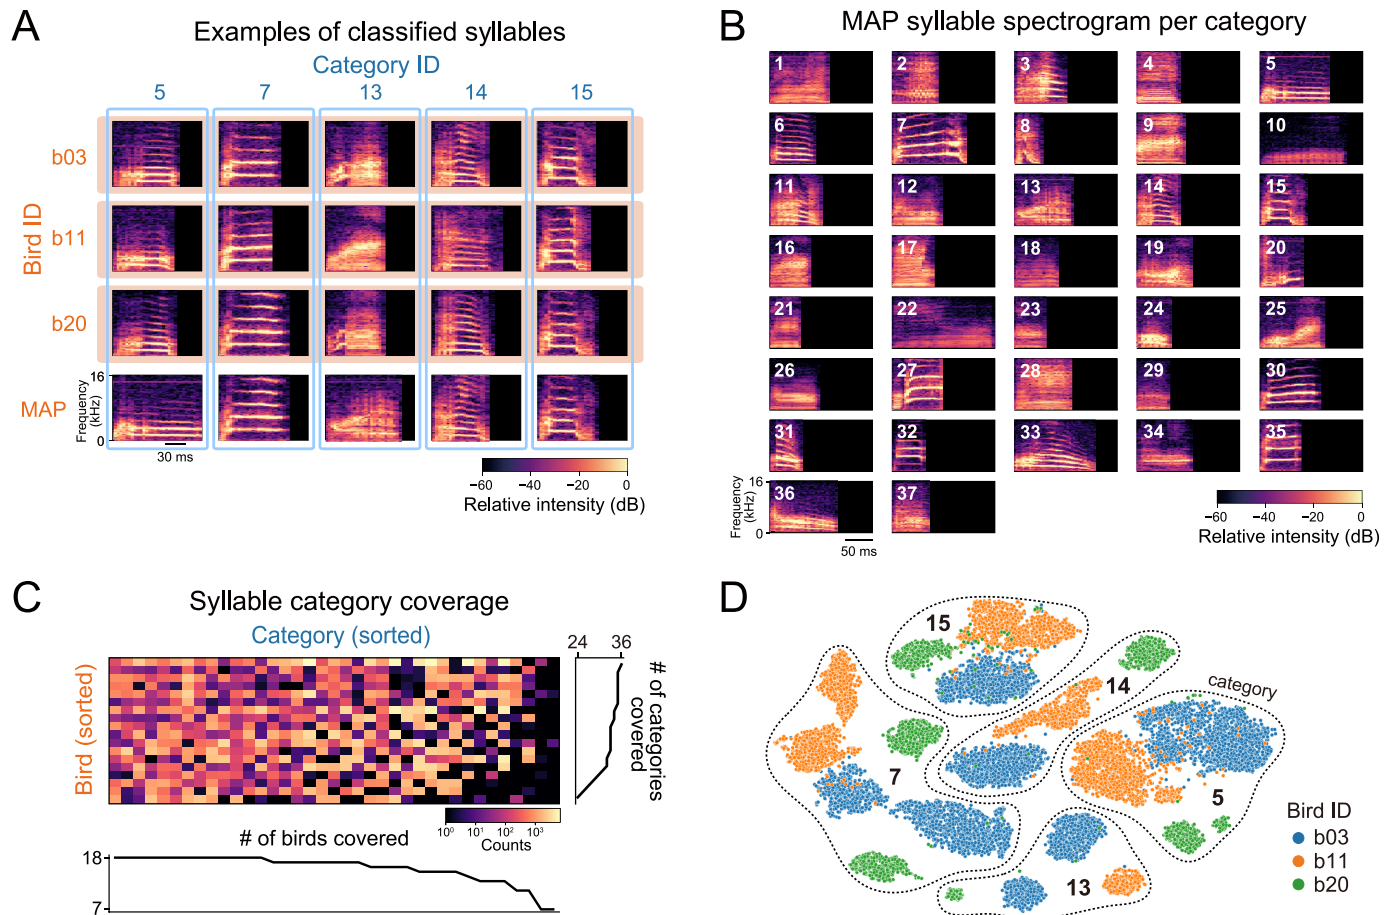 A
Examples of classified syllables
Category ID
5 7 13 14 15
Bird ID
b03
b11
b20
MAP
Frequency
(kHz)
16
0
30 ms
−60 −40 −20 0
Relative intensity (dB)
B
MAP syllable spectrogram per category
1 2 3 4 5
6 7 8 9 10
11 12 13 14 15
16 17 18 19 20
21 22 23 24 25
26 27 28 29 30
31 32 33 34 35
36 37
Frequency
(kHz)
16
0
50 ms
−60 −40 −20 0
Relative intensity (dB)
C
Syllable category coverage
Category (sorted)
Bird (sorted)
24 36
# of categories
covered
10⁰ 10¹ 10² 10³
Counts
# of birds covered
18
7
D
15
14
category
7
5
13
Bird ID
b03
b11
b20